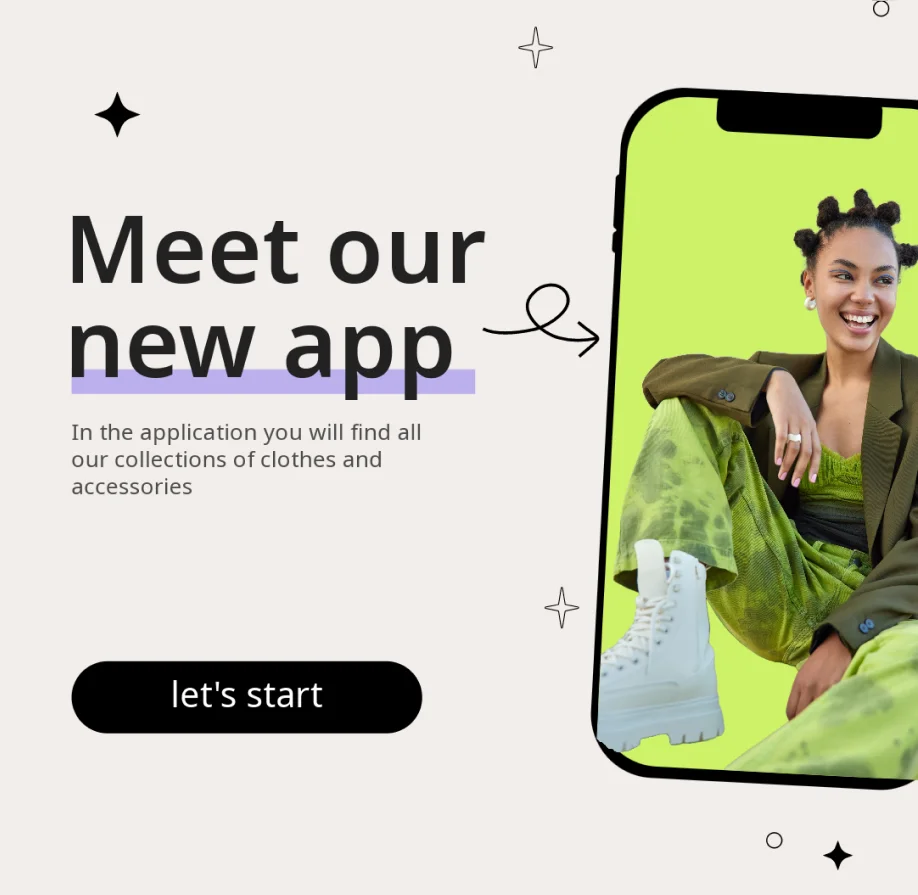 Meet our
new app
In the application you will find all
our collections of clothes and
accessories
let's start